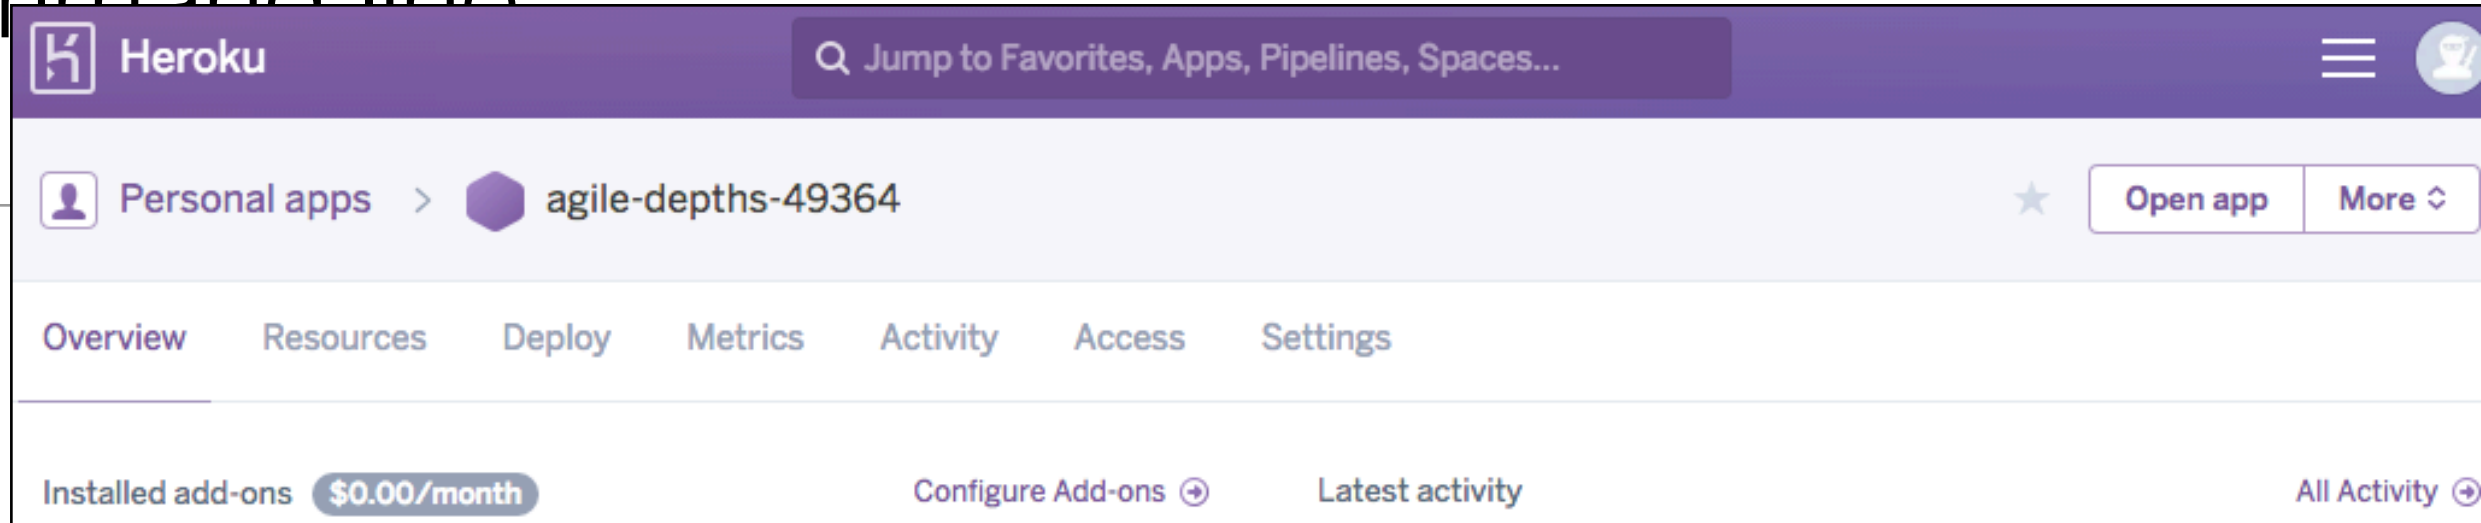 Heroku
Jump to Favorites, Apps, Pipelines, Spaces...
Personal apps > agile-depths-49364
Open app
More
Overview Resources Deploy Metrics Activity Access Settings
Installed add-ons $0.00/month Configure Add-ons
Latest activity
All Activity